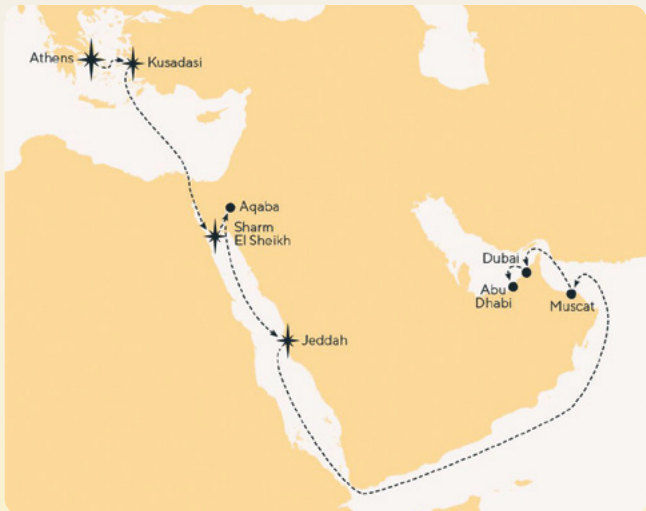 Athens
Kusadasi
Aqaba
Sharm
El Sheikh
Dubai
Abu
Dhabi
Muscat
Jeddah